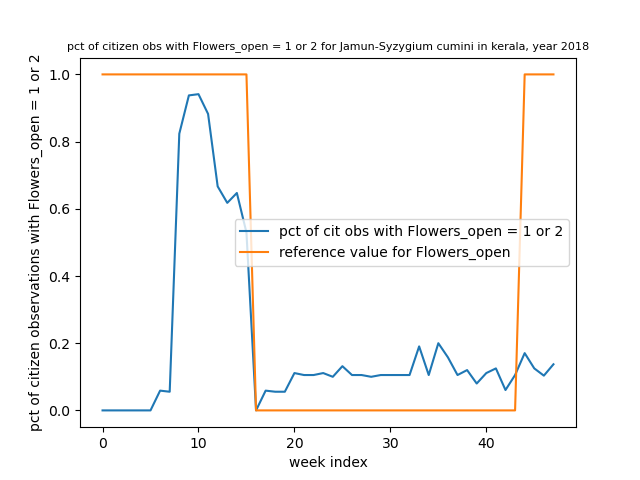 pct of citizen obs with Flowers_open = 1 or 2 for Jamun-Syzygium cumini in kerala, year 2018
pct of citizen observations with Flowers_open = 1 or 2
1.0
0.8
0.6
0.4
0.2
0.0
pct of cit obs with Flowers_open = 1 or 2
reference value for Flowers_open
0 10 20 30 40
week index